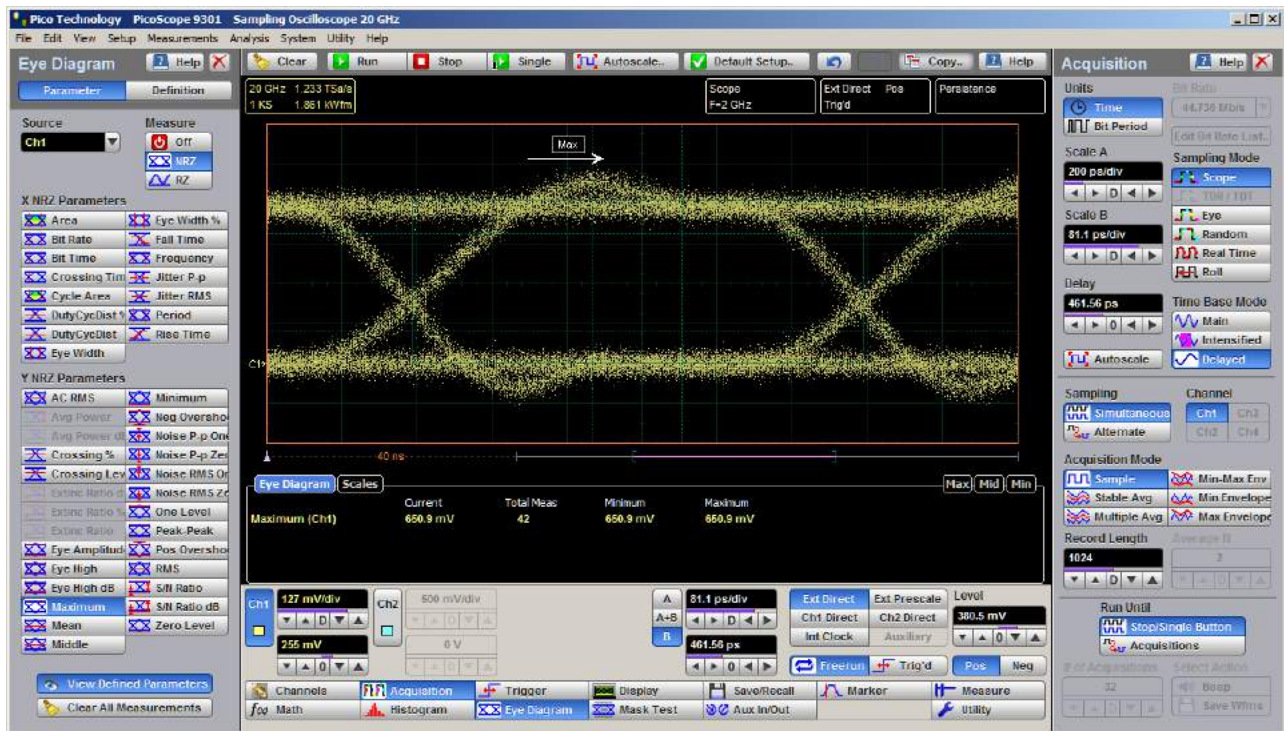 Pico Technology PicoScope 9301 Sampling Oscilloscope 20 GHz
File Edit View Setup Measurements Analysis System Utility Help
Eye Diagram Help
Parameter Definition
Source Measure
Ch1 Off
NRZ
RZ
X NRZ Parameters
Area Eye Width %
Bit Rate Fall Time
Bit Time Frequency
Crossing Tim Jitter P-p
Cycle Area Jitter RMS
DutyCycDist % Period
DutyCycDist Rise Time
Eye Width
Y NRZ Parameters
AC RMS Minimum
Avg Power Neg Oversho
Avg Power dB Noise P-p One
Crossing % Noise P-p Zer
Crossing Lev Noise RMS On
Extinc Ratio d Noise RMS Ze
Extinc Ratio % One Level
Extinc Ratio Peak-Peak
Eye Amplitud Pos Oversho
Eye High RMS
Eye High dB S/N Ratio
Maximum S/N Ratio dB
Mean Zero Level
Middle
View Defined Parameters
Clear All Measurements
Clear Run Stop Single Autoscale.. Default Setup.. Copy.. Help
20 GHz 1.233 TSa/s
1 KS 1.861 kWfm
Scope
F=2 GHz
Ext Direct Pos
Trig'd
Persistence
Max
C1
40 ns
Eye Diagram Scales Max Mid Min
Current Total Meas Minimum Maximum
Maximum (Ch1) 650.9 mV 42 650.9 mV 650.9 mV
Ch1 127 mV/div Ch2 500 mV/div
D D
255 mV 0 V
0 0
A 81.1 ps/div
A+B D
B 461.56 ps
0
Ext Direct Ext Prescale Level
Ch1 Direct Ch2 Direct 380.5 mV
Int Clock Auxiliary 0
Freerun Trig'd Pos Neg
Channels Acquisition Trigger Display Save/Recall Marker Measure
f(x) Math Histogram Eye Diagram Mask Test Aux In/Out Utility
Acquisition Help
Units Bit Rate
Time 44.736 Mb/s
Bit Period Edit Bit Rate List..
Scale A Sampling Mode
200 ps/div Scope
D TDR / TDT
Scale B Eye
81.1 ps/div Random
D Real Time
Roll
Delay
461.56 ps Time Base Mode
0 Main
Intensified
Autoscale Delayed
Sampling Channel
Simultaneous Ch1 Ch3
Alternate Ch2 Ch4
Acquisition Mode
Sample Min-Max Env
Stable Avg Min Envelope
Multiple Avg Max Envelope
Record Length Average N
1024
D D
Run Until
Stop/Single Button
Acquisitions
# of Acquisitions Select Action
32 Beep
D Save Wfms